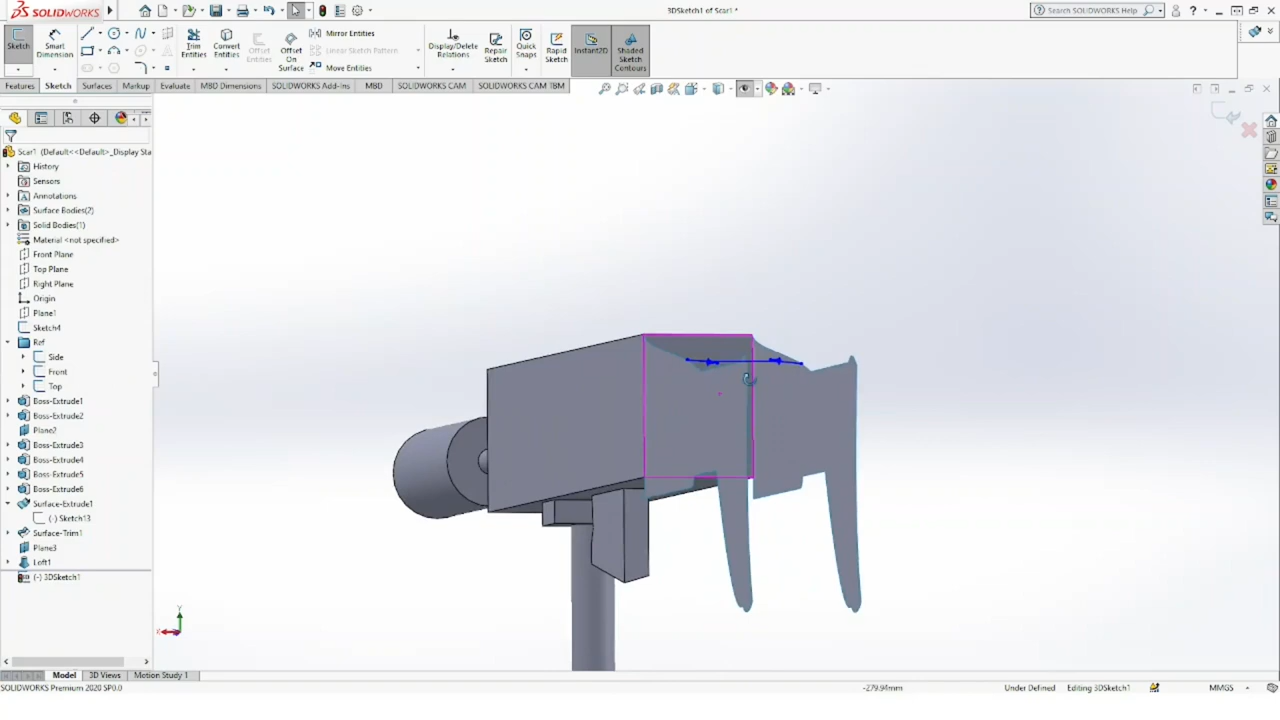 SOLIDWORKS
3DSketch1 of Scar1 *
Search SOLIDWORKS Help
Sketch
Smart Dimension
Trim Entities
Convert Entities
Offset Entities
Offset On Surface
Mirror Entities
Linear Sketch Pattern
Move Entities
Display/Delete Relations
Repair Sketch
Quick Snaps
Rapid Sketch
Instant2D
Shaded Sketch Contours
Features Sketch Surfaces Markup Evaluate MBD Dimensions SOLIDWORKS Add-Ins MBD SOLIDWORKS CAM SOLIDWORKS CAM TBM
Scar1 (Default<<Default>_Display Sta
History
Sensors
Annotations
Surface Bodies(2)
Solid Bodies(1)
Material <not specified>
Front Plane
Top Plane
Right Plane
Origin
Plane1
Sketch4
Ref
Side
Front
Top
Boss-Extrude1
Boss-Extrude2
Plane2
Boss-Extrude3
Boss-Extrude4
Boss-Extrude5
Boss-Extrude6
Surface-Extrude1
(-) Sketch13
Surface-Trim1
Plane3
Loft1
(-) 3DSketch1
Y
X
Model 3D Views Motion Study 1
SOLIDWORKS Premium 2020 SP0.0 -279.94mm Under Defined Editing 3DSketch1 MMGS